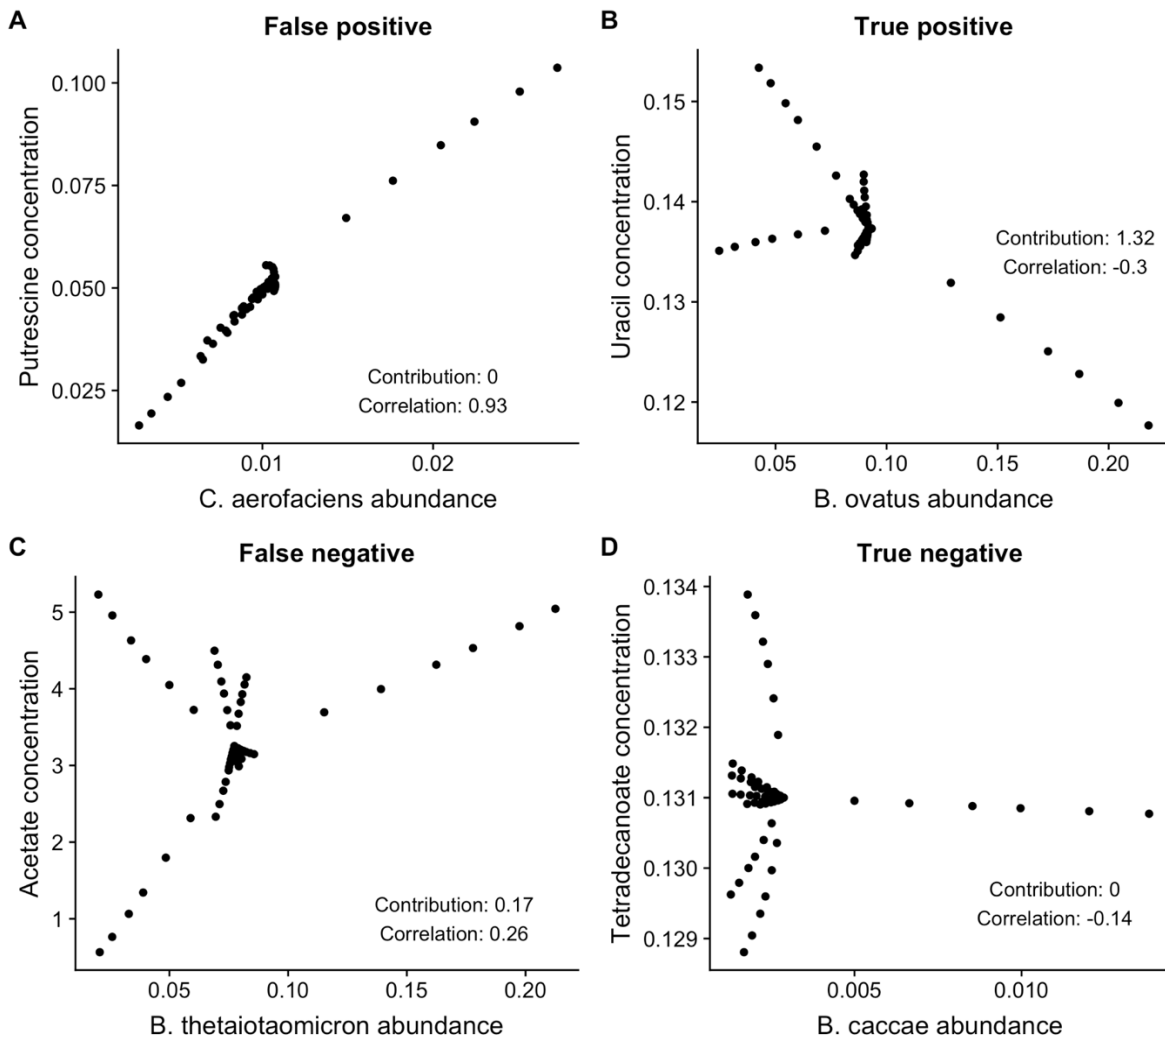 A
False positive
Putrescine concentration
0.100
0.075
0.050
0.025
Contribution: 0
Correlation: 0.93
0.01
0.02
C. aerofaciens abundance
B
True positive
Uracil concentration
0.15
0.14
0.13
0.12
Contribution: 1.32
Correlation: -0.3
0.05
0.10
0.15
0.20
B. ovatus abundance
C
False negative
Acetate concentration
5
4
3
2
1
Contribution: 0.17
Correlation: 0.26
0.05
0.10
0.15
0.20
B. thetaiotaomicron abundance
D
True negative
Tetradecanoate concentration
0.134
0.133
0.132
0.131
0.130
0.129
Contribution: 0
Correlation: -0.14
0.005
0.010
B. caccae abundance